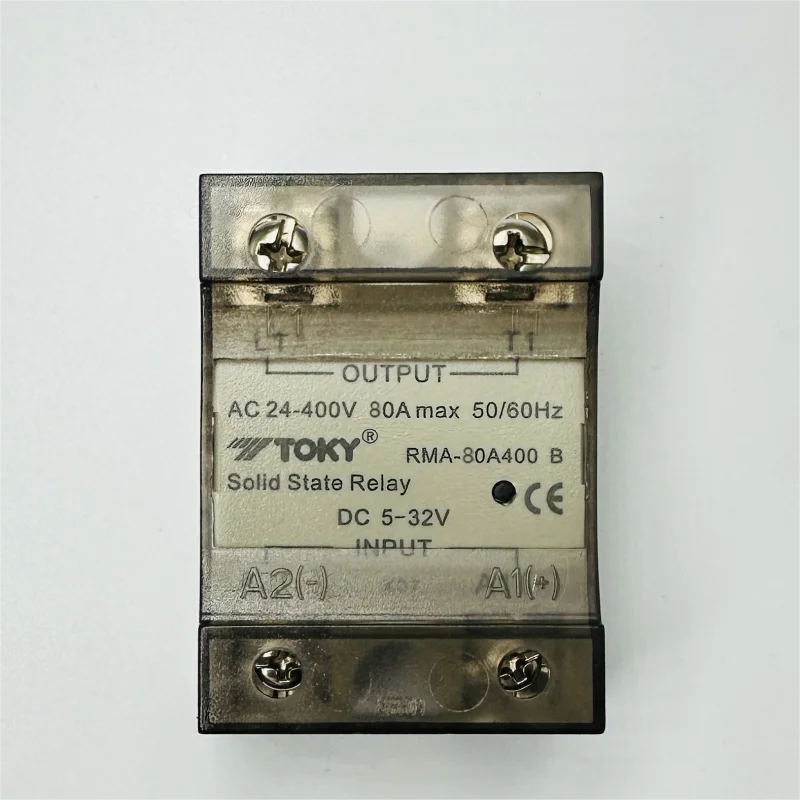 L1 T1
OUTPUT
AC 24-400V 80A max 50/60Hz
TOKY® RMA-80A400 B
Solid State Relay
CE
DC 5-32V
INPUT
A2(-) A1(+)